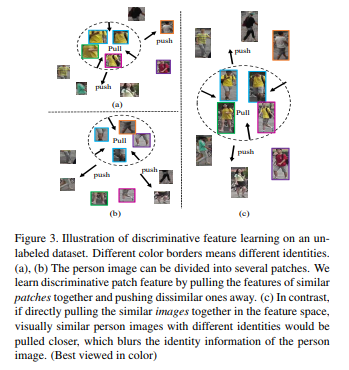 Pull
push
push
(a)
Pull
push
push
(b)
push
Pull
push
(c)
Figure 3. Illustration of discriminative feature learning on an un-
labeled dataset. Different color borders means different identities.
(a), (b) The person image can be divided into several patches. We
learn discriminative patch feature by pulling the features of similar
patches together and pushing dissimilar ones away. (c) In contrast,
if directly pulling the similar images together in the feature space,
visually similar person images with different identities would be
pulled closer, which blurs the identity information of the person
image. (Best viewed in color)